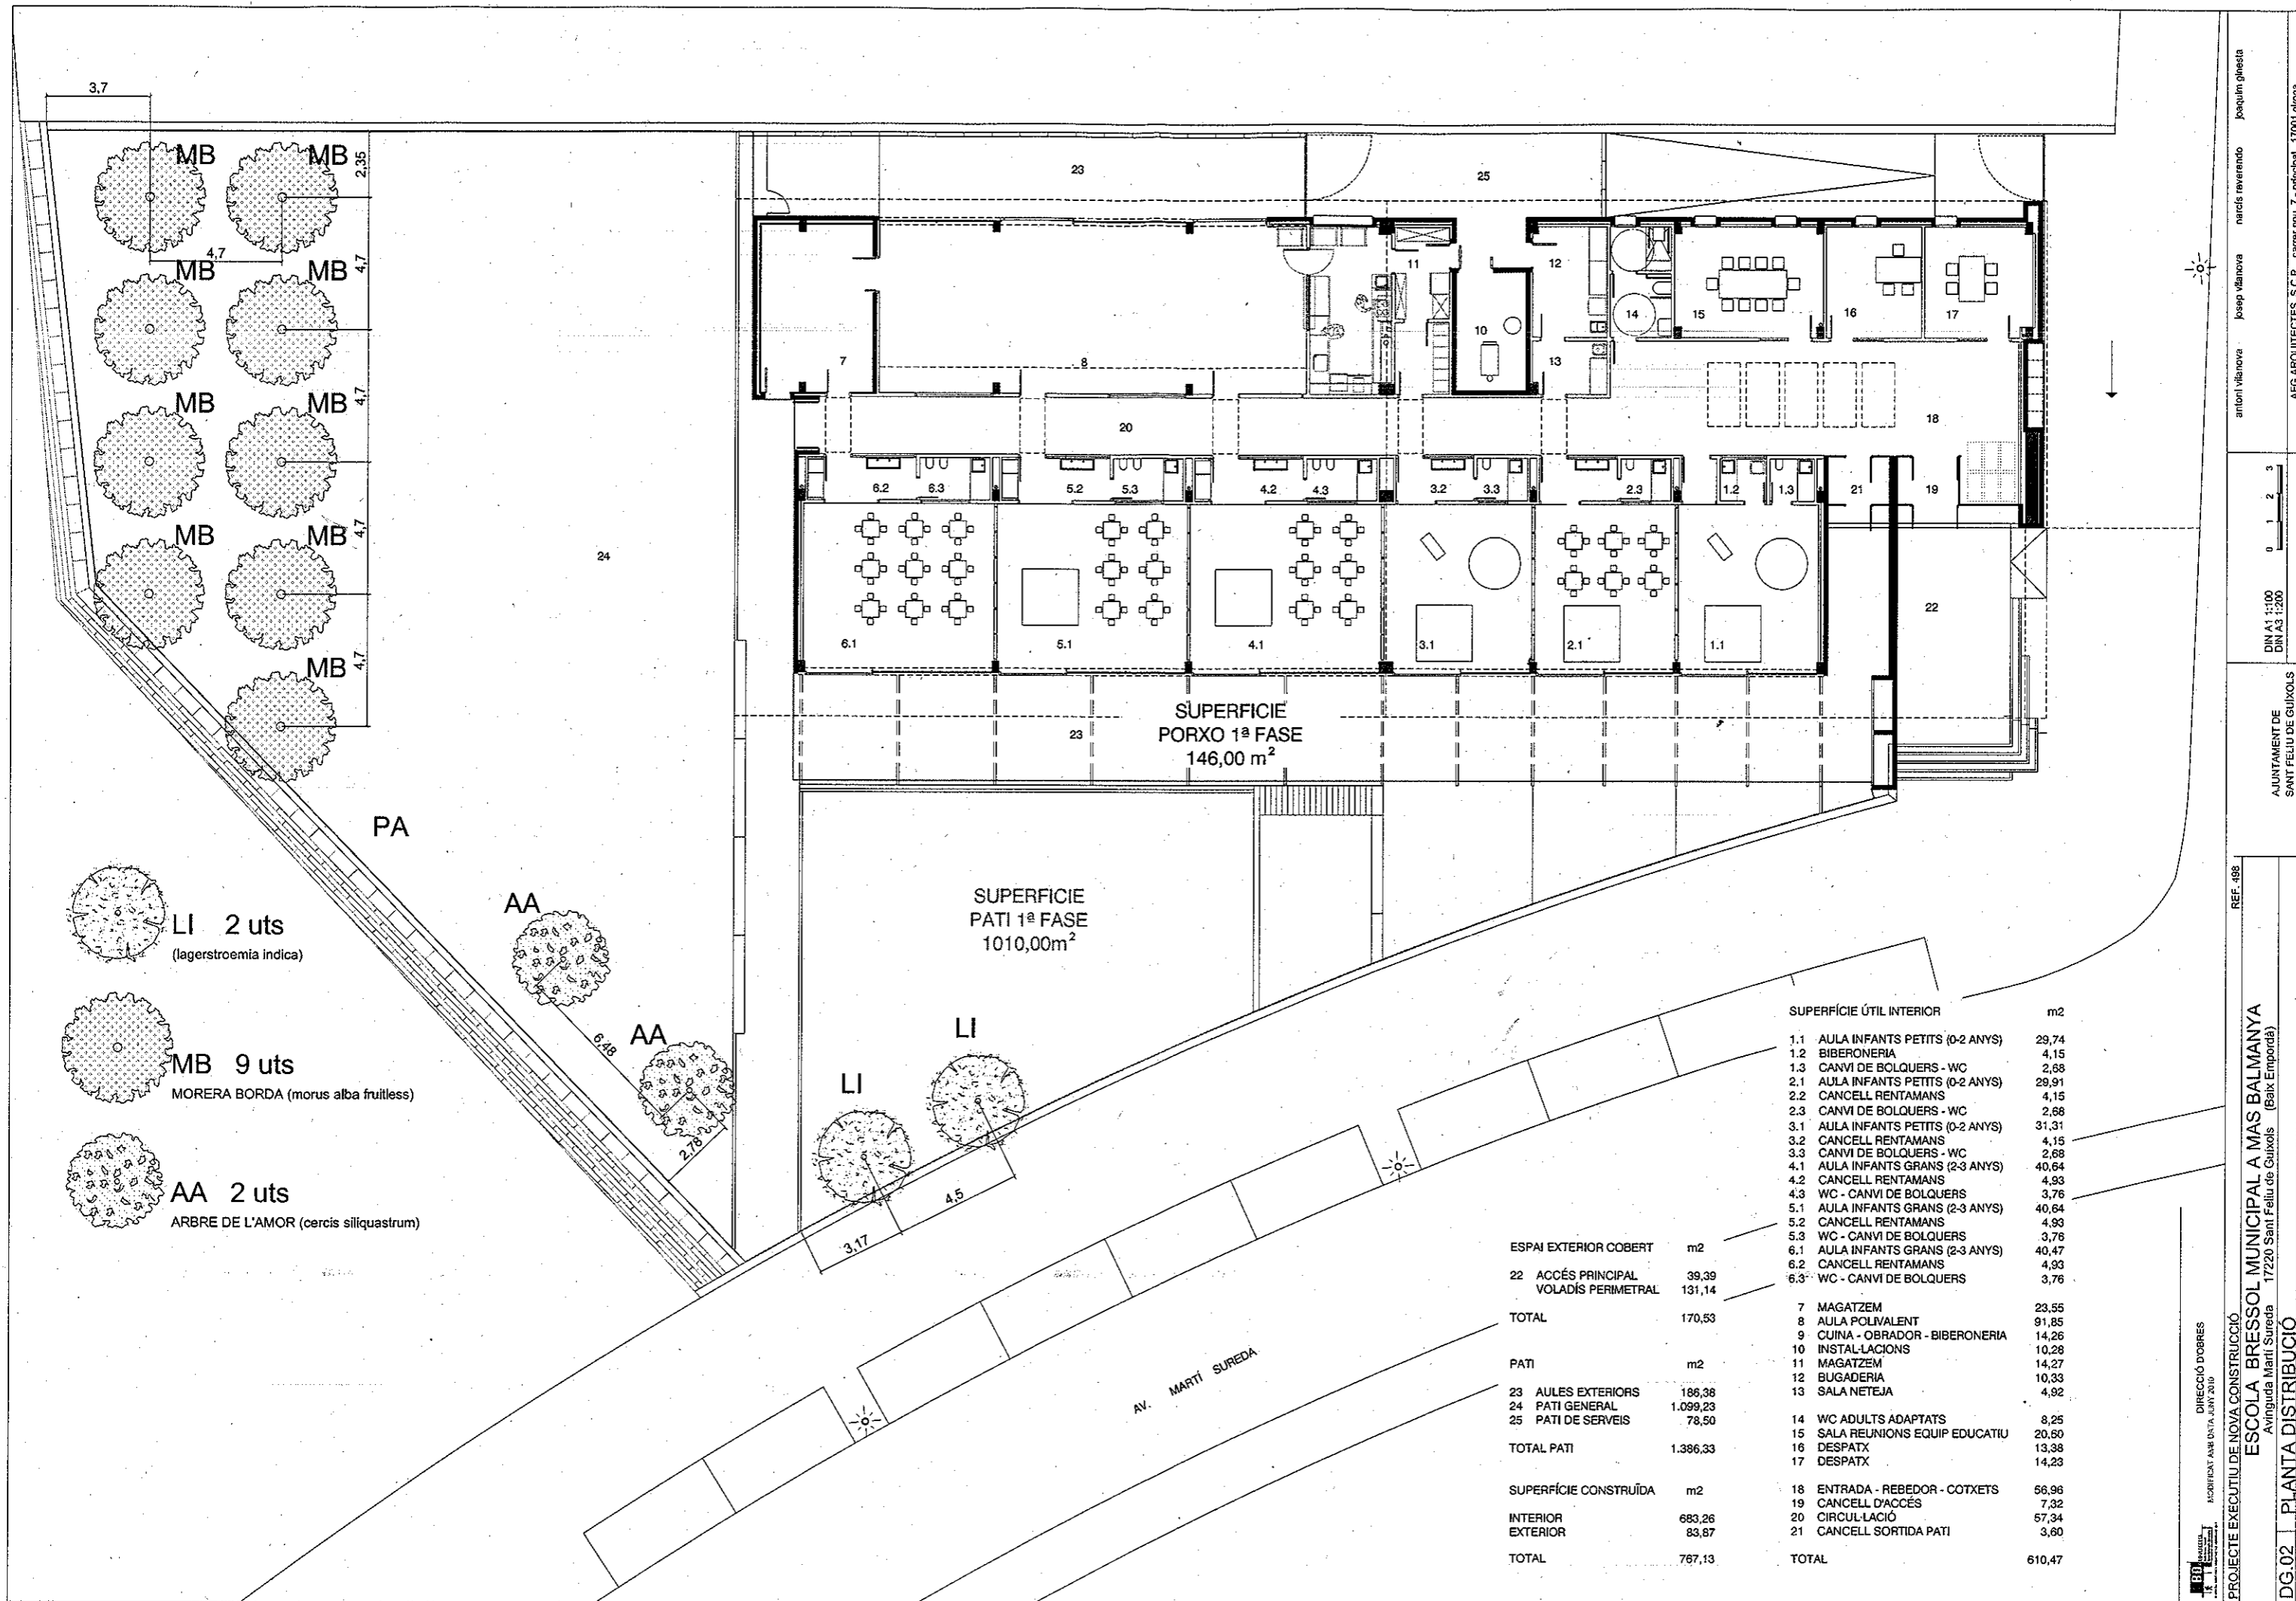 3,7
MB
MB
2,35
4,7
MB
MB
4,7
MB
MB
4,7
MB
MB
4,7
MB
4,7
23
25
7
8
11
10
12
13
14
15
16
17
18
20
6.2
6.3
5.2
5.3
4.2
4.3
3.2
3.3
2.3
1.2
1.3
21
19
24
6.1
5.1
4.1
3.1
2.1
1.1
22
23
SUPERFICIE
PORXO 1ª FASE
146,00 m²
PA
AA
AA
6,48
2,78
SUPERFICIE
PATI 1ª FASE
1010,00m²
LI
LI
3,17
4,5
LI 2 uts
(lagerstroemia indica)
MB 9 uts
MORERA BORDA (morus alba fruitless)
AA 2 uts
ARBRE DE L'AMOR (cercis siliquastrum)
AV. MARTÍ SUREDA
ESPAI EXTERIOR COBERT m2
22 ACCÉS PRINCIPAL 39,39
VOLADÍS PERIMETRAL 131,14
TOTAL 170,53
PATI m2
23 AULES EXTERIORS 186,38
24 PATI GENERAL 1.099,23
25 PATI DE SERVEIS 78,50
TOTAL PATI 1.386,33
SUPERFÍCIE CONSTRUÏDA m2
INTERIOR 683,26
EXTERIOR 83,87
TOTAL 767,13
SUPERFÍCIE ÚTIL INTERIOR m2
1.1 AULA INFANTS PETITS (0-2 ANYS) 29,74
1.2 BIBERONERIA 4,15
1.3 CANVI DE BOLQUERS - WC 2,68
2.1 AULA INFANTS PETITS (0-2 ANYS) 29,91
2.2 CANCELL RENTAMANS 4,15
2.3 CANVI DE BOLQUERS - WC 2,68
3.1 AULA INFANTS PETITS (0-2 ANYS) 31,31
3.2 CANCELL RENTAMANS 4,15
3.3 CANVI DE BOLQUERS - WC 2,68
4.1 AULA INFANTS GRANS (2-3 ANYS) 40,64
4.2 CANCELL RENTAMANS 4,93
4.3 WC - CANVI DE BOLQUERS 3,76
5.1 AULA INFANTS GRANS (2-3 ANYS) 40,64
5.2 CANCELL RENTAMANS 4,93
5.3 WC - CANVI DE BOLQUERS 3,76
6.1 AULA INFANTS GRANS (2-3 ANYS) 40,47
6.2 CANCELL RENTAMANS 4,93
6.3 WC - CANVI DE BOLQUERS 3,76
7 MAGATZEM 23,55
8 AULA POLIVALENT 91,85
9 CUINA - OBRADOR - BIBERONERIA 14,26
10 INSTAL·LACIONS 10,28
11 MAGATZEM 14,27
12 BUGADERIA 10,33
13 SALA NETEJA 4,92
14 WC ADULTS ADAPTATS 8,25
15 SALA REUNIONS EQUIP EDUCATIU 20,60
16 DESPATX 13,38
17 DESPATX 14,23
18 ENTRADA - REBEDOR - COTXETS 56,96
19 CANCELL D'ACCÉS 7,32
20 CIRCUL·LACIÓ 57,34
21 CANCELL SORTIDA PATI 3,60
TOTAL 610,47
antoni vilanova josep vilanova narcís reverendo joaquim ginesta
DIN A1 1:100
DIN A3 1:200
0 1 2 3
AJUNTAMENT DE
SANT FELIU DE GUÍXOLS
REF. 498
PROJECTE EXECUTIU DE NOVA CONSTRUCCIÓ
ESCOLA BRESSOL MUNICIPAL A MAS BALMANYA
Avinguda Martí Sureda 17220 Sant Feliu de Guíxols (Baix Empordà)
DG.02 PLANTA DISTRIBUCIÓ
DIRECCIÓ D'OBRES
MODIFICAT AMB DATA JUNY 2010